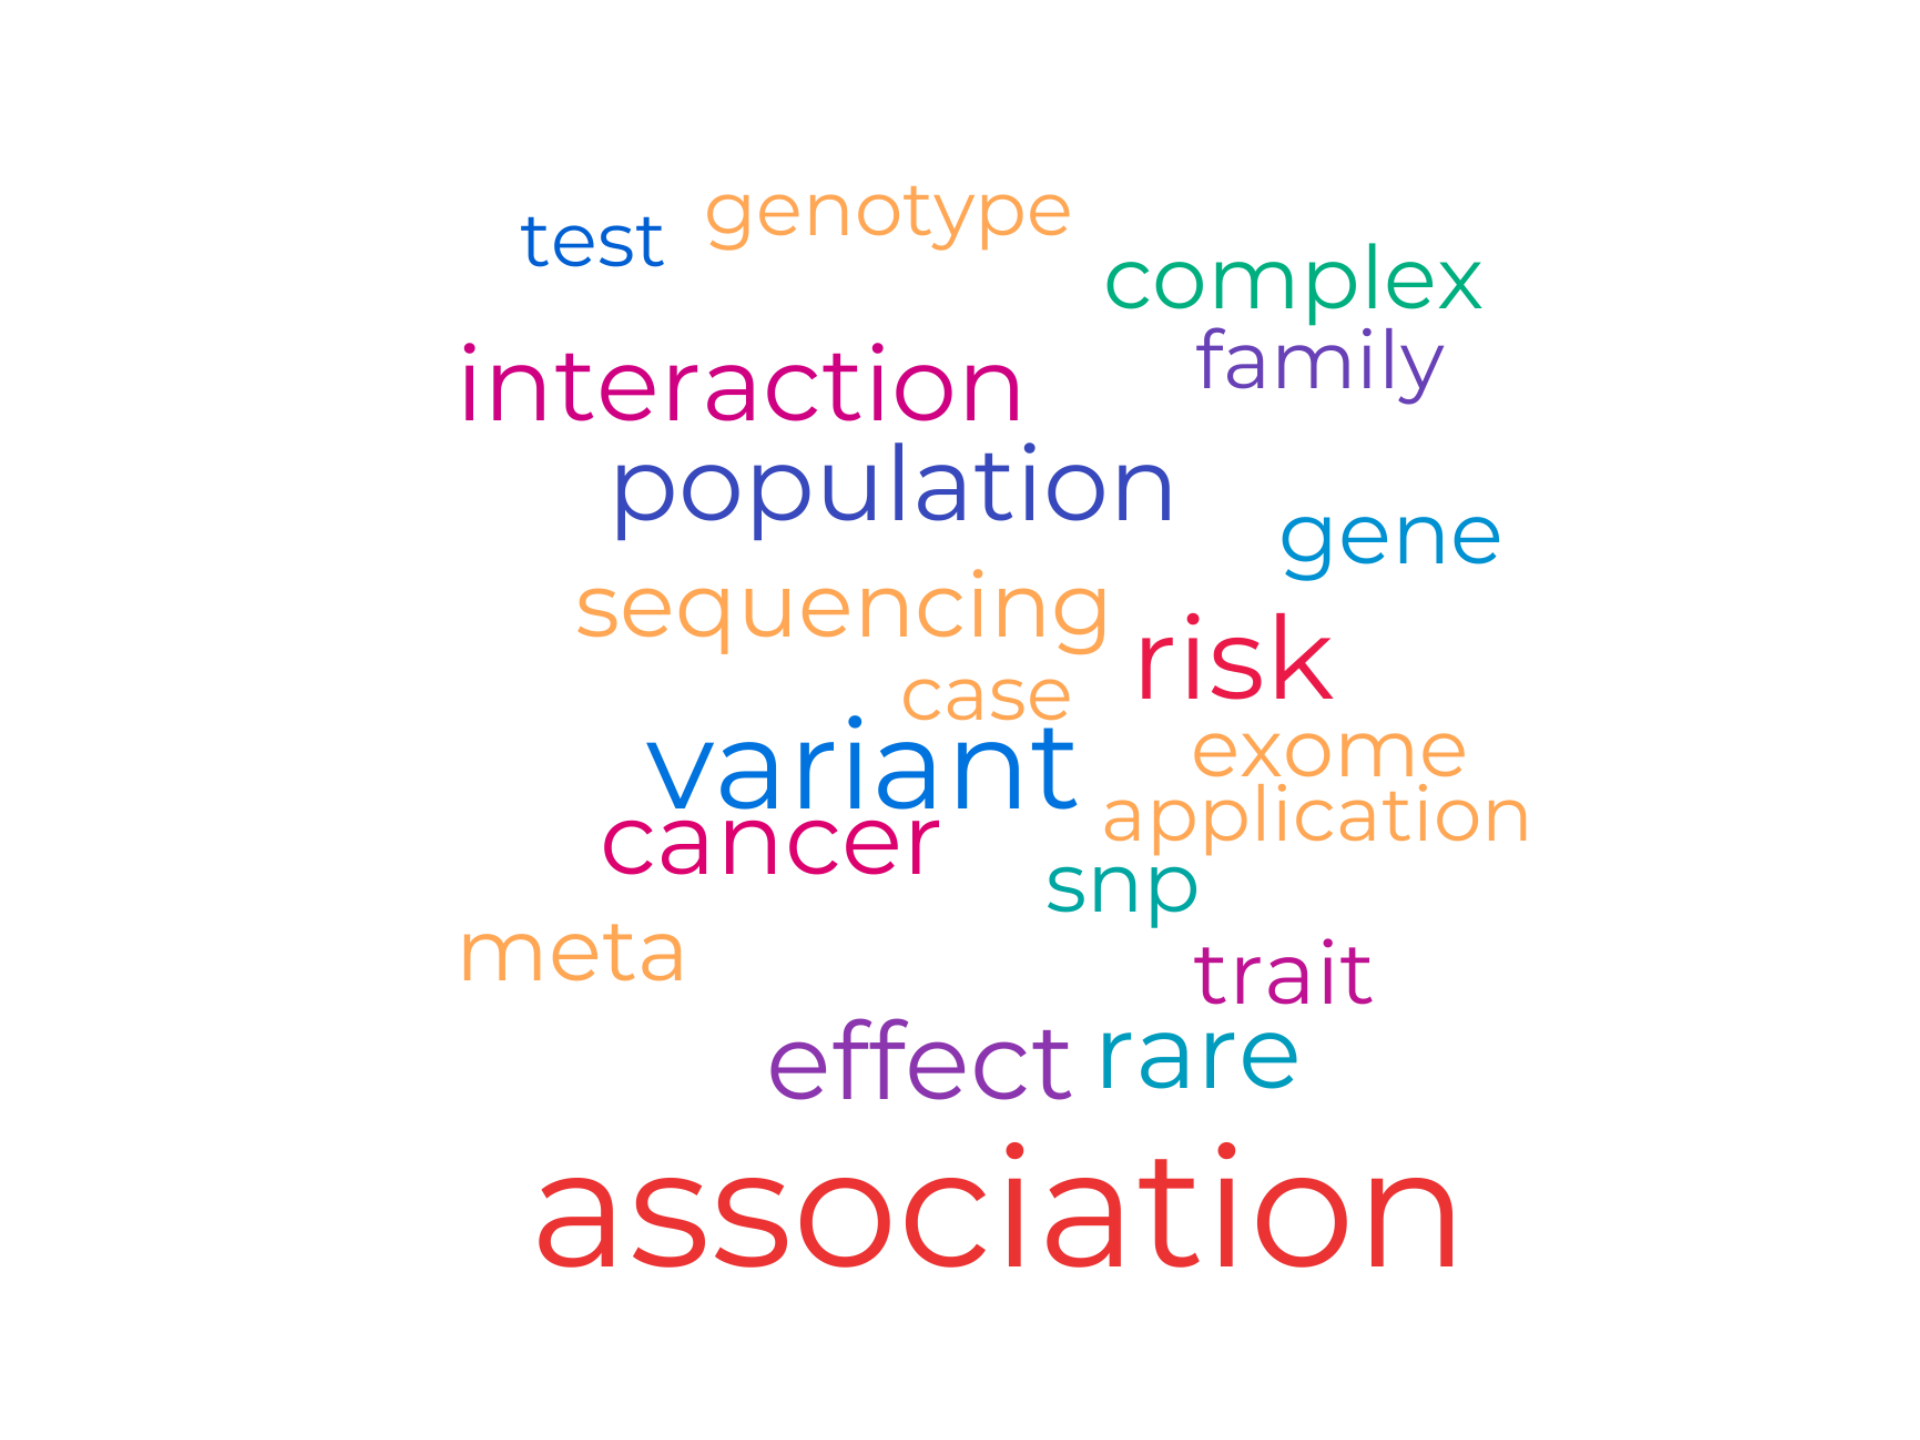 test genotype
complex
family
interaction
population
gene
sequencing
risk
case
variant
exome
application
cancer
snp
meta
trait
effect rare
association